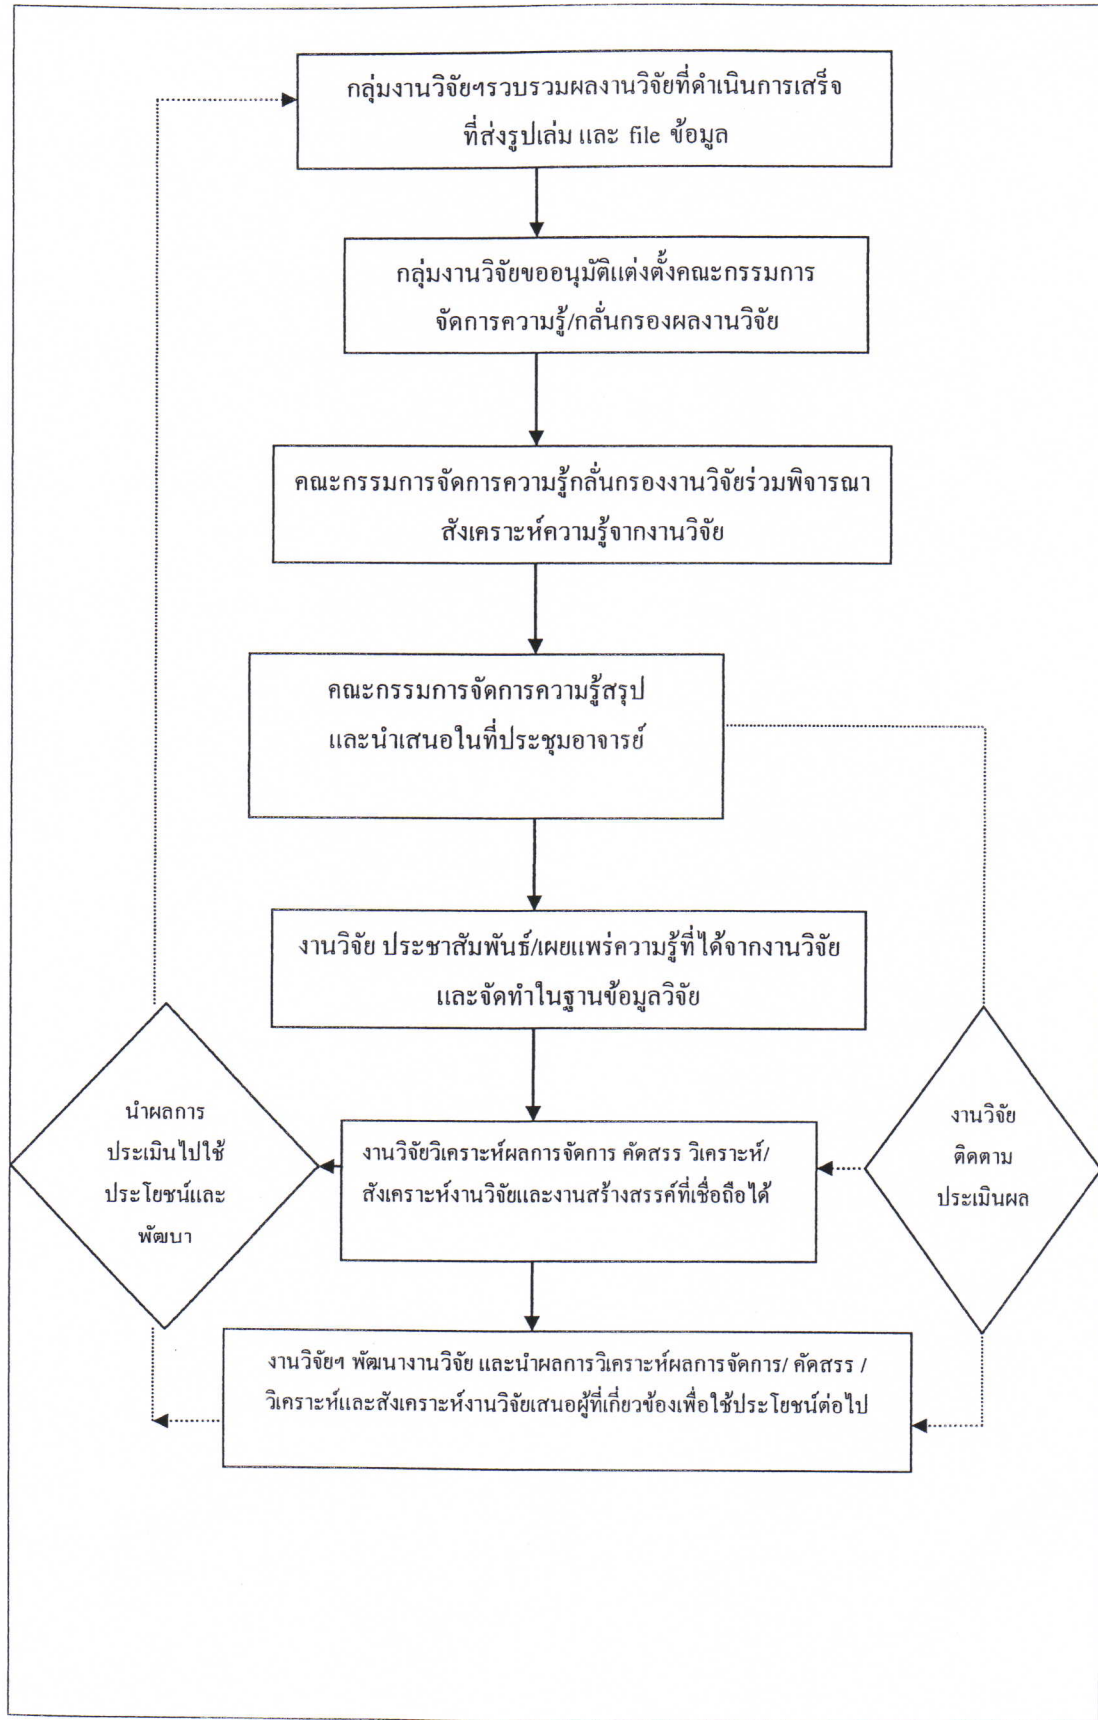 กลุ่มงานวิจัยฯรวบรวมผลงานวิจัยที่ดำเนินการเสร็จ
ที่ส่งรูปเล่ม และ file ข้อมูล
กลุ่มงานวิจัยขออนุมัติแต่งตั้งคณะกรรมการ
จัดการความรู้/กลั่นกรองผลงานวิจัย
คณะกรรมการจัดการความรู้กลั่นกรองงานวิจัยร่วมพิจารณา
สังเคราะห์ความรู้จากงานวิจัย
คณะกรรมการจัดการความรู้สรุป
และนำเสนอในที่ประชุมอาจารย์
งานวิจัย ประชาสัมพันธ์/เผยแพร่ความรู้ที่ได้จากงานวิจัย
และจัดทำในฐานข้อมูลวิจัย
นำผลการ
ประเมินไปใช้
ประโยชน์และ
พัฒบา
งานวิจัยวิเคราะห์ผลการจัดการ คัดสรร วิเคราะห์/
สังเคราะห์งานวิจัยและงานสร้างสรรค์ที่เชื่อถือได้
งานวิจัย
ติดตาม
ประเมินผล
งานวิจัยฯ พัฒนางานวิจัย และนำผลการวิเคราะห์ผลการจัดการ/ คัดสรร /
วิเคราะห์และสังเคราะห์งานวิจัยเสนอผู้ที่เกี่ยวข้องเพื่อใช้ประโยชน์ต่อไป